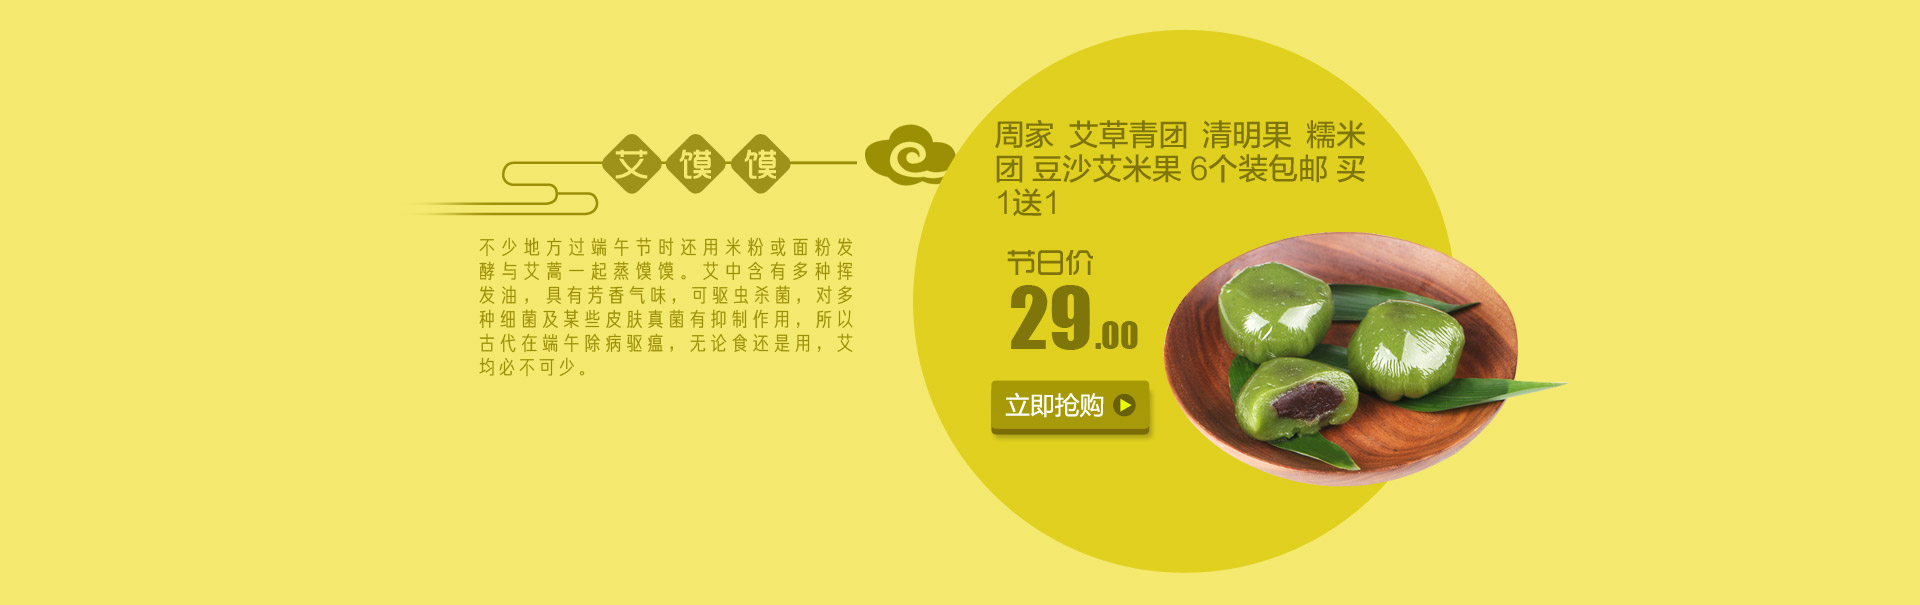 艾馍馍
不少地方过端午节时还用米粉或面粉发
酵与艾蒿一起蒸馍馍。艾中含有多种挥
发油，具有芳香气味，可驱虫杀菌，对多
种细菌及某些皮肤真菌有抑制作用，所以
古代在端午除病驱瘟，无论食还是用，艾
均必不可少。
周家 艾草青团 清明果 糯米
团 豆沙艾米果 6个装包邮 买
1送1
节日价
29.00
立即抢购